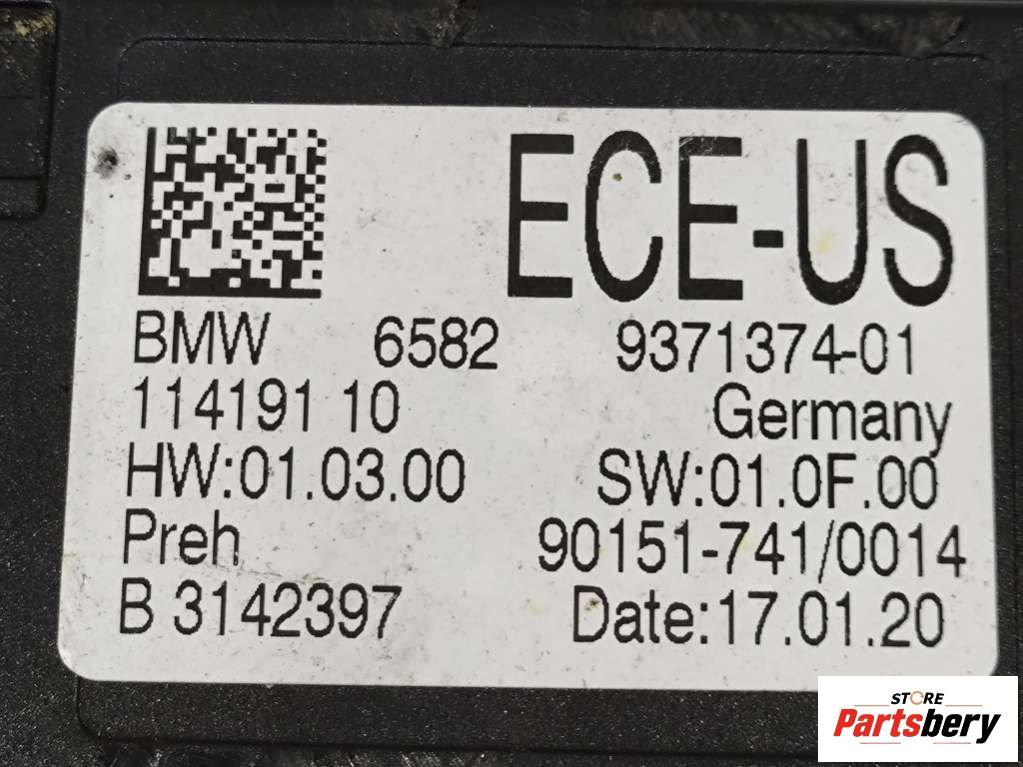 ECE-US
BMW 6582 9371374-01
114191 10 Germany
HW:01.03.00 SW:01.0F.00
Preh 90151-741/0014
B 3142397 Date:17.01.20
STORE
Partsbery